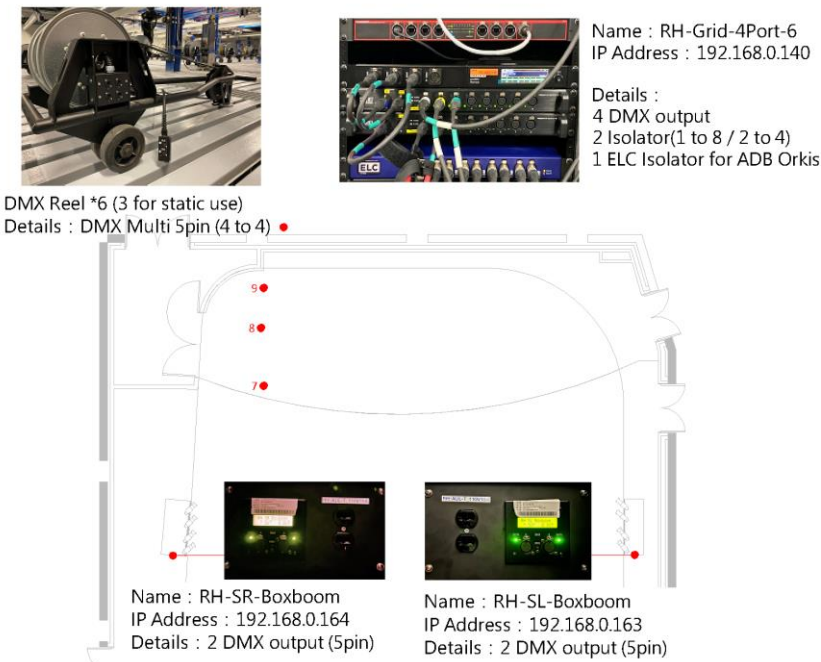 Name : RH-Grid-4Port-6
IP Address : 192.168.0.140
Details :
4 DMX output
2 Isolator(1 to 8 / 2 to 4)
1 ELC Isolator for ADB Orkis
ELC
DMX Reel *6 (3 for static use)
Details : DMX Multi 5pin (4 to 4)
9
8
7
Name : RH-SR-Boxboom
IP Address : 192.168.0.164
Details : 2 DMX output (5pin)
Name : RH-SL-Boxboom
IP Address : 192.168.0.163
Details : 2 DMX output (5pin)